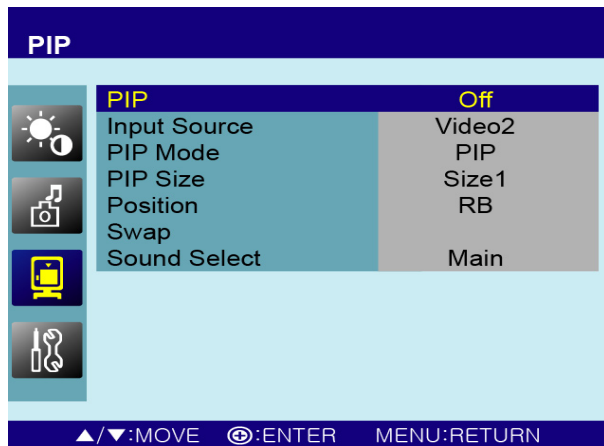 PIP
PIP Off
Input Source Video2
PIP Mode PIP
PIP Size Size1
Position RB
Swap
Sound Select Main
▲/▼:MOVE ⊕:ENTER MENU:RETURN